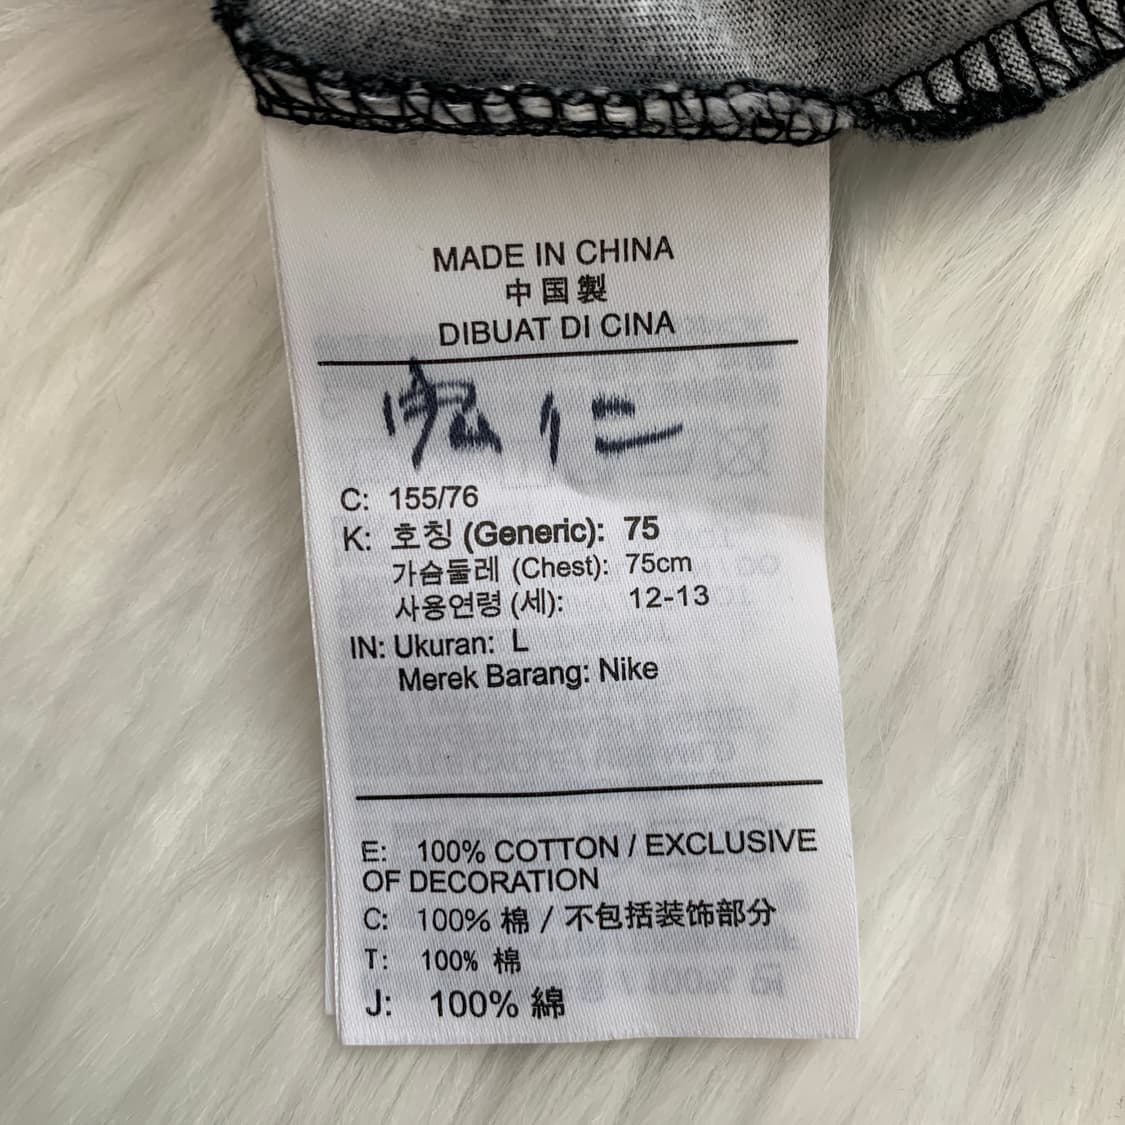 MADE IN CHINA
中国製
DIBUAT DI CINA
C: 155/76
K: 호칭 (Generic): 75
가슴둘레 (Chest): 75cm
사용연령 (세): 12-13
IN: Ukuran: L
Merek Barang: Nike
E: 100% COTTON / EXCLUSIVE
OF DECORATION
C: 100% 棉 / 不包括装饰部分
T: 100% 棉
J: 100% 綿